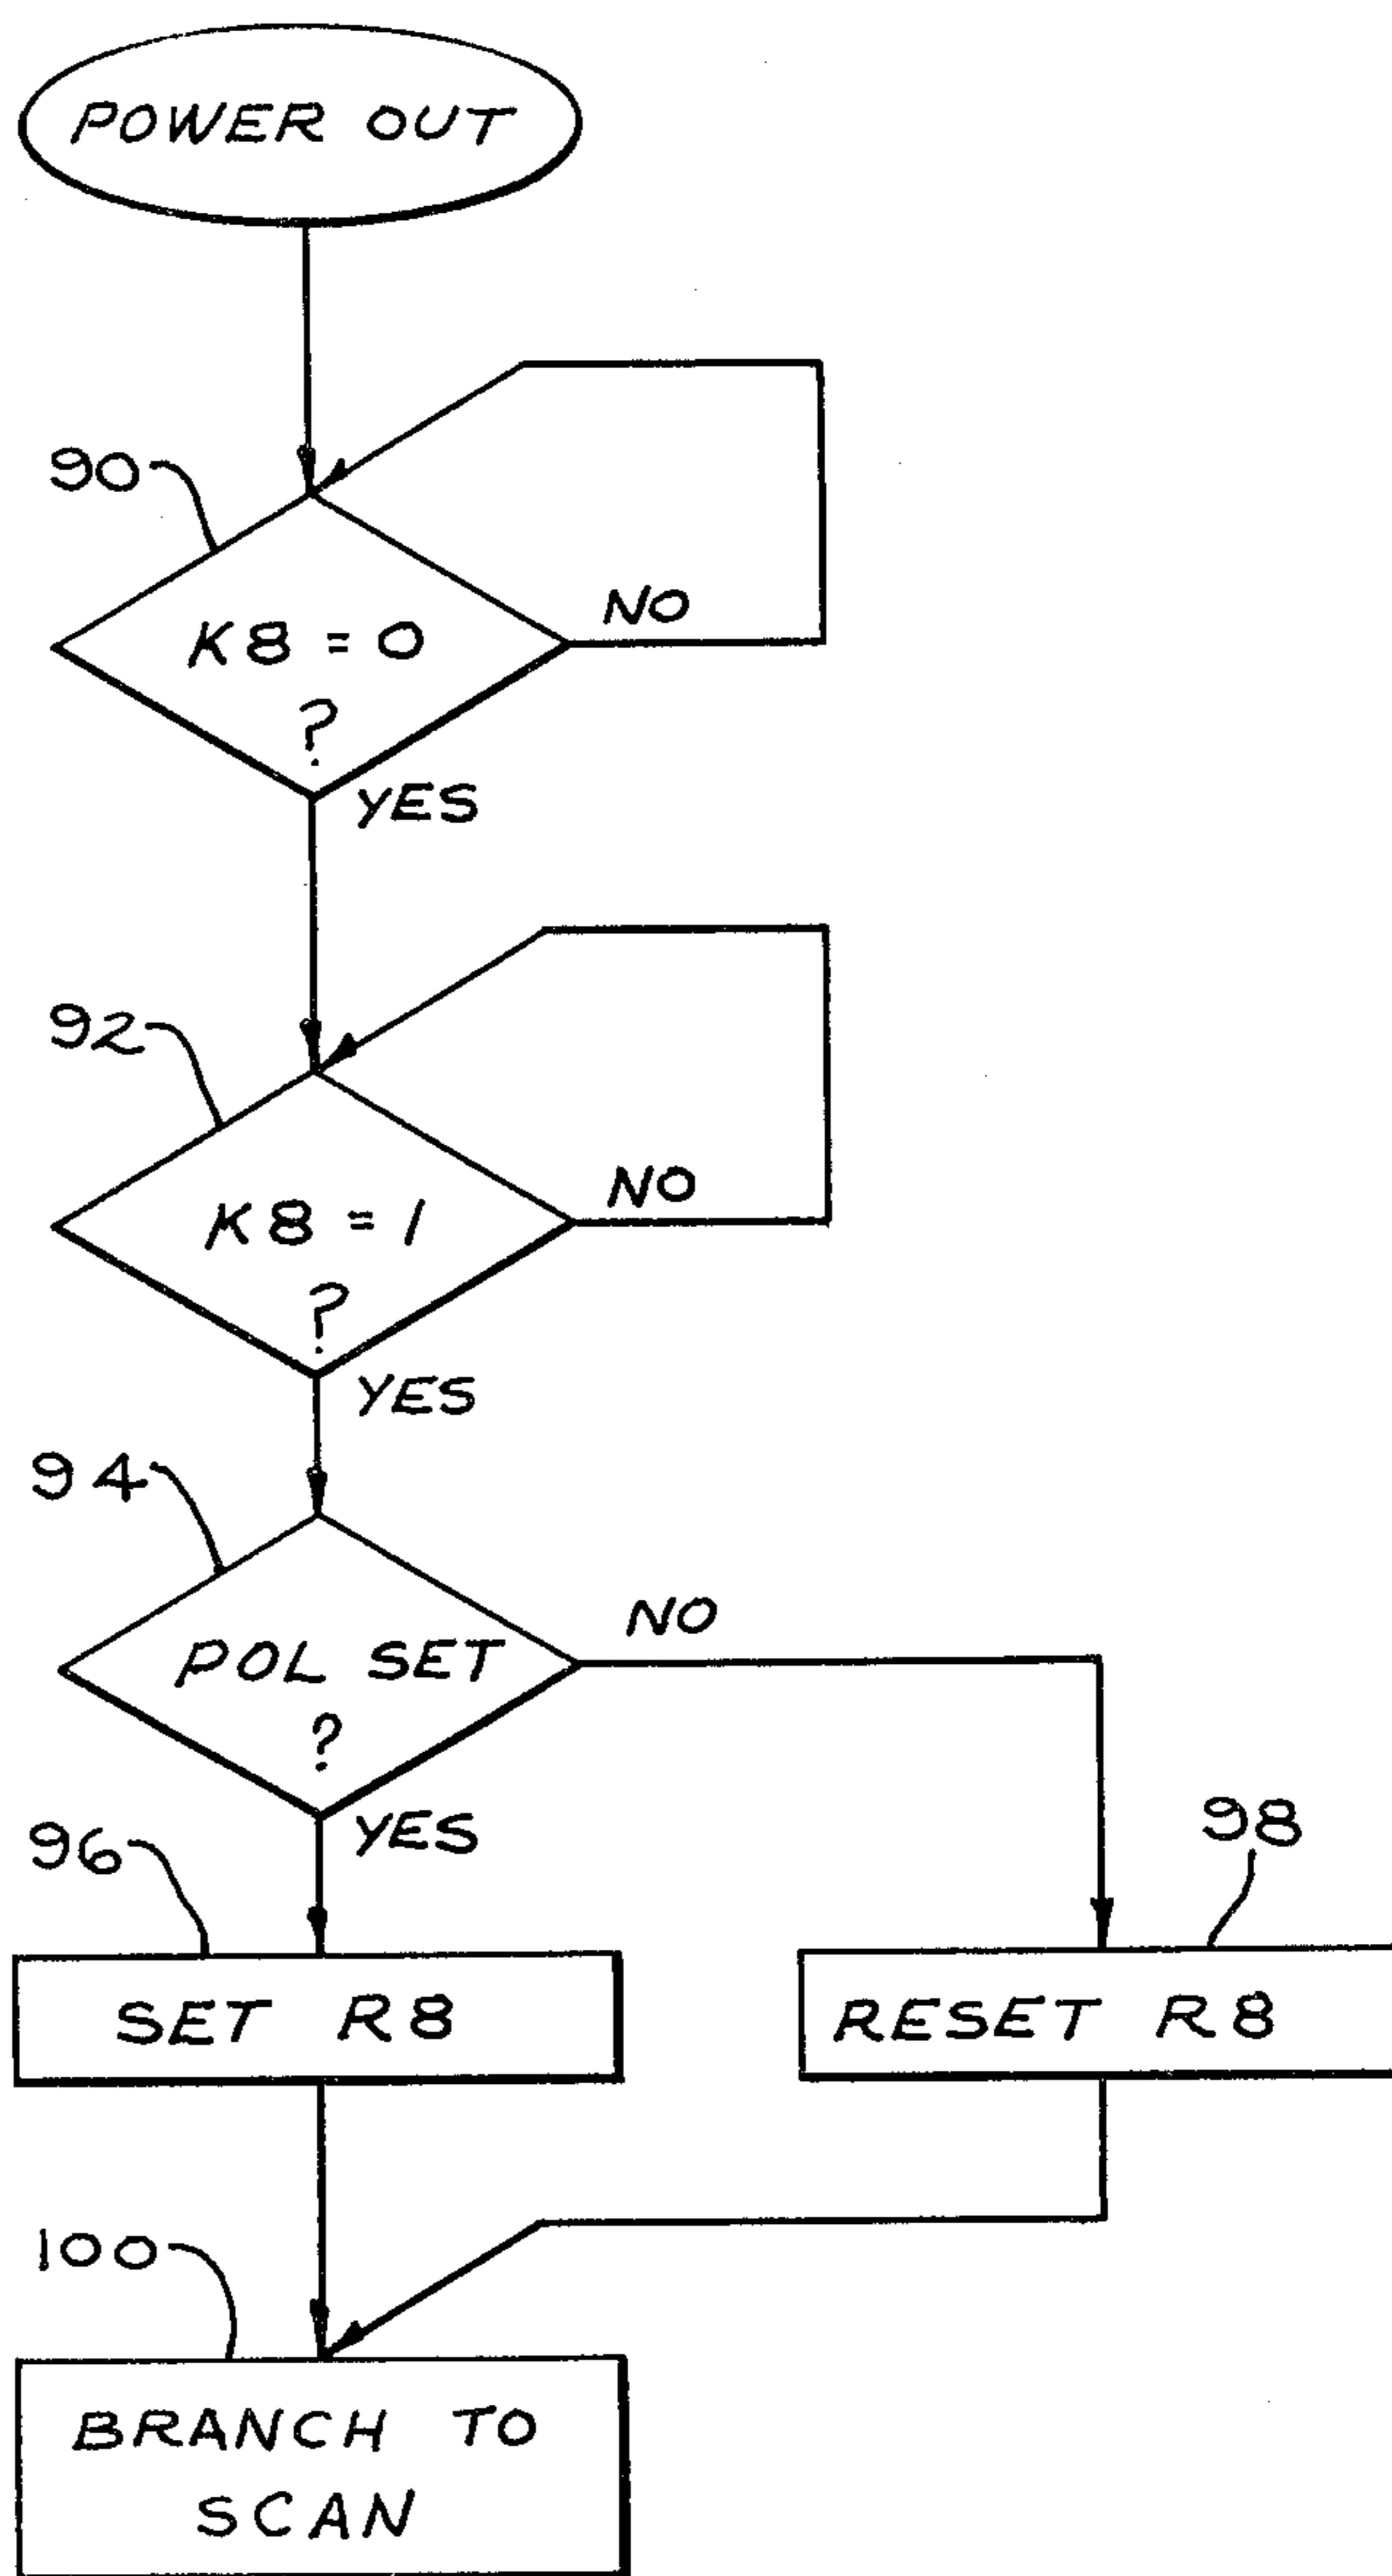 POWER OUT
90
K8 = 0
?
NO
YES
92
K8 = 1
?
NO
YES
94
POL SET
?
NO
YES
96
98
SET R8
RESET R8
100
BRANCH TO
SCAN